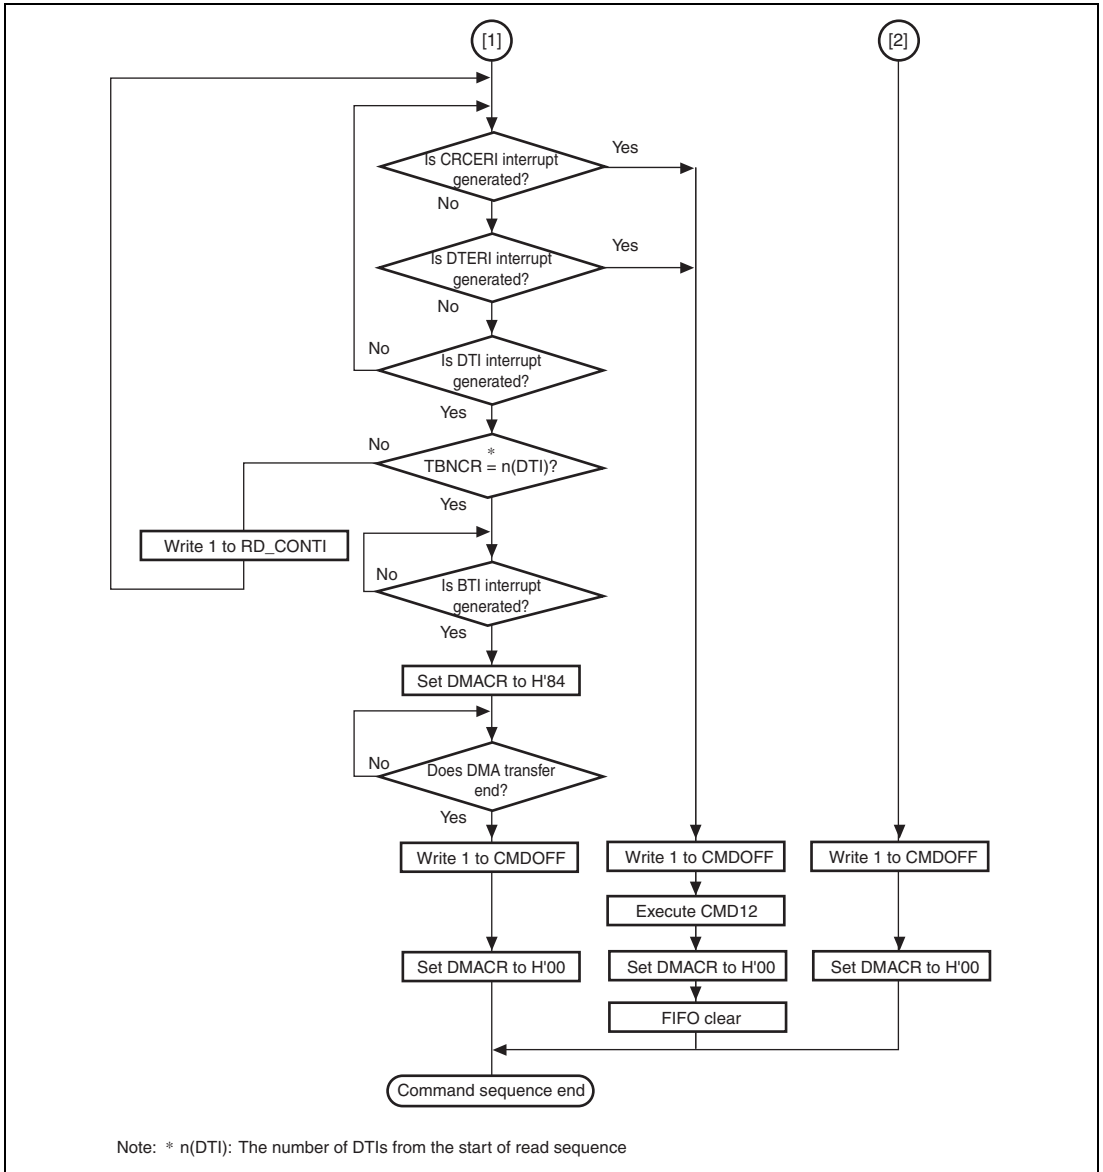 [1]
[2]
Is CRCERI interrupt
generated?
Yes
No
Is DTERI interrupt
generated?
Yes
No
Is DTI interrupt
generated?
No
Yes
*
TBNCR = n(DTI)?
No
Yes
Write 1 to RD_CONTI
Is BTI interrupt
generated?
No
Yes
Set DMACR to H'84
Does DMA transfer
end?
No
Yes
Write 1 to CMDOFF
Write 1 to CMDOFF
Write 1 to CMDOFF
Execute CMD12
Set DMACR to H'00
Set DMACR to H'00
Set DMACR to H'00
FIFO clear
Command sequence end
Note: * n(DTI): The number of DTIs from the start of read sequence